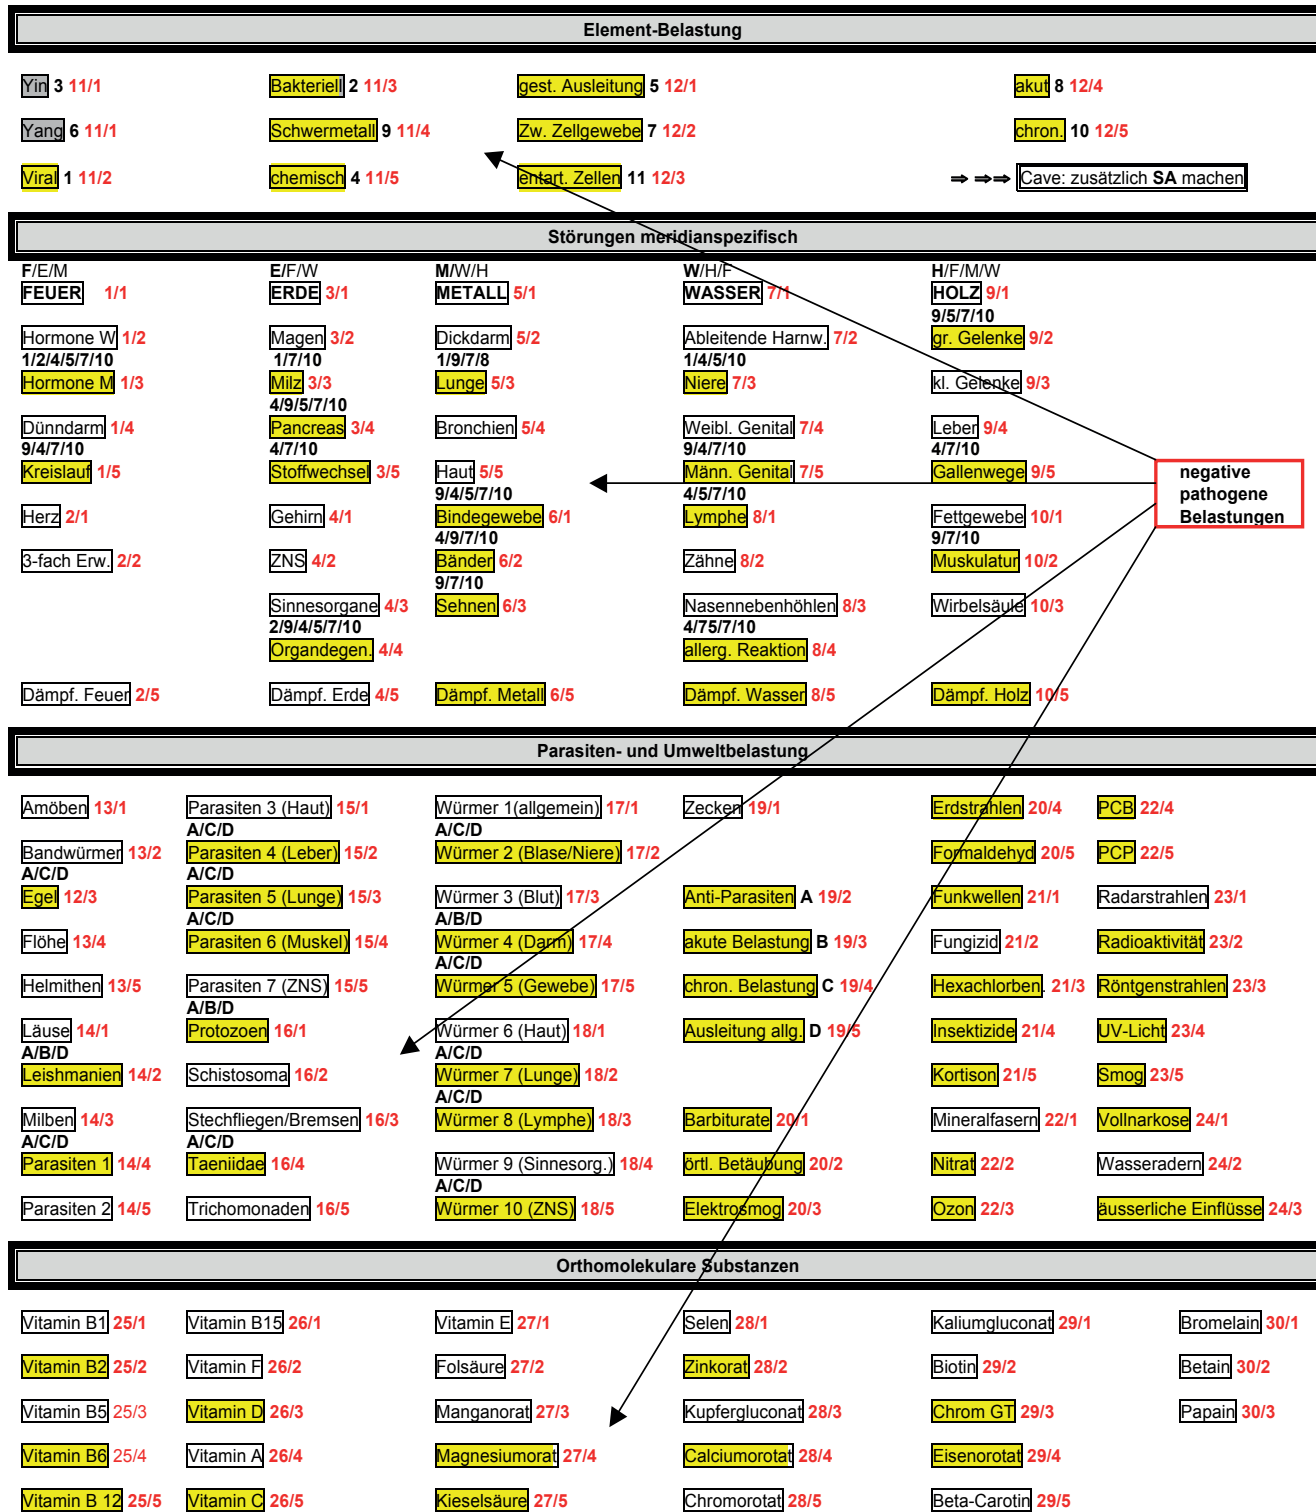 Element-Belastung
Yin 3 11/1 Bakteriell 2 11/3 gest. Ausleitung 5 12/1 akut 8 12/4
Yang 6 11/1 Schwermetall 9 11/4 Zw. Zellgewebe 7 12/2 chron. 10 12/5
Viral 1 11/2 chemisch 4 11/5 entart. Zellen 11 12/3 ⇒ ⇒⇒ Cave: zusätzlich SA machen
Störungen meridianspezifisch
F/E/M E/F/W M/W/H W/H/F H/F/M/W
FEUER 1/1 ERDE 3/1 METALL 5/1 WASSER 7/1 HOLZ 9/1
9/5/7/10
Hormone W 1/2 Magen 3/2 Dickdarm 5/2 Ableitende Harnw. 7/2 gr. Gelenke 9/2
1/2/4/5/7/10 1/7/10 1/9/7/8 1/4/5/10
Hormone M 1/3 Milz 3/3 Lunge 5/3 Niere 7/3 kl. Gelenke 9/3
4/9/5/7/10
Dünndarm 1/4 Pancreas 3/4 Bronchien 5/4 Weibl. Genital 7/4 Leber 9/4
9/4/7/10 4/7/10 9/4/7/10 4/7/10
Kreislauf 1/5 Stoffwechsel 3/5 Haut 5/5 Männ. Genital 7/5 Gallenwege 9/5
negative
pathogene
Belastungen
9/4/5/7/10 4/5/7/10
Herz 2/1 Gehirn 4/1 Bindegewebe 6/1 Lymphe 8/1 Fettgewebe 10/1
4/9/7/10 9/7/10
3-fach Erw. 2/2 ZNS 4/2 Bänder 6/2 Zähne 8/2 Muskulatur 10/2
9/7/10
Sinnesorgane 4/3 Sehnen 6/3 Nasennebenhöhlen 8/3 Wirbelsäule 10/3
2/9/4/5/7/10 4/75/7/10
Organdegen. 4/4 allerg. Reaktion 8/4
Dämpf. Feuer 2/5 Dämpf. Erde 4/5 Dämpf. Metall 6/5 Dämpf. Wasser 8/5 Dämpf. Holz 10/5
Parasiten- und Umweltbelastung
Amöben 13/1 Parasiten 3 (Haut) 15/1 Würmer 1(allgemein) 17/1 Zecken 19/1 Erdstrahlen 20/4 PCB 22/4
A/C/D A/C/D
Bandwürmer 13/2 Parasiten 4 (Leber) 15/2 Würmer 2 (Blase/Niere) 17/2 Formaldehyd 20/5 PCP 22/5
A/C/D A/C/D
Egel 12/3 Parasiten 5 (Lunge) 15/3 Würmer 3 (Blut) 17/3 Anti-Parasiten A 19/2 Funkwellen 21/1 Radarstrahlen 23/1
A/C/D A/B/D
Flöhe 13/4 Parasiten 6 (Muskel) 15/4 Würmer 4 (Darm) 17/4 akute Belastung B 19/3 Fungizid 21/2 Radioaktivität 23/2
A/C/D
Helmithen 13/5 Parasiten 7 (ZNS) 15/5 Würmer 5 (Gewebe) 17/5 chron. Belastung C 19/4 Hexachlorben. 21/3 Röntgenstrahlen 23/3
A/B/D
Läuse 14/1 Protozoen 16/1 Würmer 6 (Haut) 18/1 Ausleitung allg. D 19/5 Insektizide 21/4 UV-Licht 23/4
A/B/D A/C/D
Leishmanien 14/2 Schistosoma 16/2 Würmer 7 (Lunge) 18/2 Kortison 21/5 Smog 23/5
A/C/D
Milben 14/3 Stechfliegen/Bremsen 16/3 Würmer 8 (Lymphe) 18/3 Barbiturate 20/1 Mineralfasern 22/1 Vollnarkose 24/1
A/C/D A/C/D
Parasiten 1 14/4 Taeniidae 16/4 Würmer 9 (Sinnesorg.) 18/4 örtl. Betäubung 20/2 Nitrat 22/2 Wasseradern 24/2
A/C/D
Parasiten 2 14/5 Trichomonaden 16/5 Würmer 10 (ZNS) 18/5 Elektrosmog 20/3 Ozon 22/3 äusserliche Einflüsse 24/3
Orthomolekulare Substanzen
Vitamin B1 25/1 Vitamin B15 26/1 Vitamin E 27/1 Selen 28/1 Kaliumgluconat 29/1 Bromelain 30/1
Vitamin B2 25/2 Vitamin F 26/2 Folsäure 27/2 Zinkorat 28/2 Biotin 29/2 Betain 30/2
Vitamin B5 25/3 Vitamin D 26/3 Manganorat 27/3 Kupfergluconat 28/3 Chrom GT 29/3 Papain 30/3
Vitamin B6 25/4 Vitamin A 26/4 Magnesiumorat 27/4 Calciumorotat 28/4 Eisenorotat 29/4
Vitamin B 12 25/5 Vitamin C 26/5 Kieselsäure 27/5 Chromorotat 28/5 Beta-Carotin 29/5